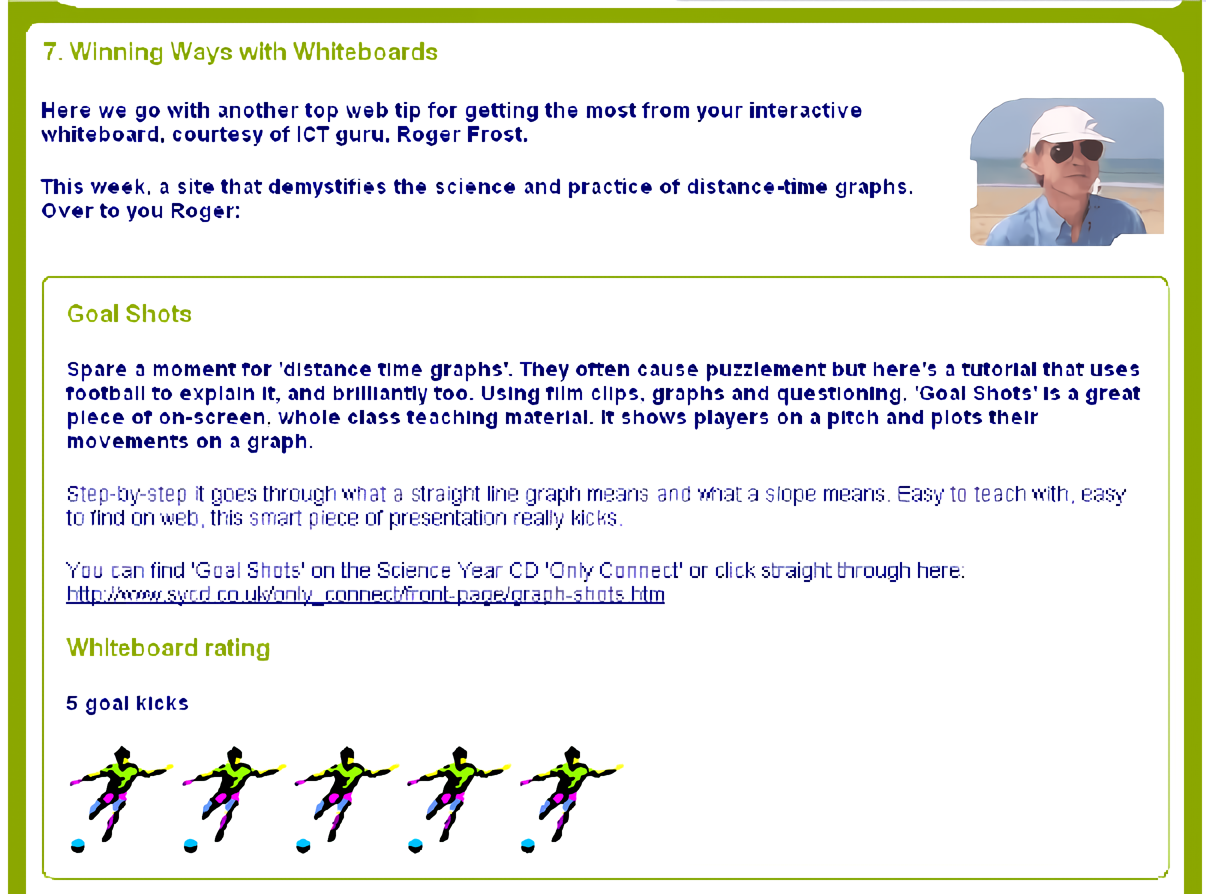 7. Winning Ways with Whiteboards
Here we go with another top web tip for getting the most from your interactive
whiteboard, courtesy of ICT guru, Roger Frost.
This week, a site that demystifies the science and practice of distance-time graphs.
Over to you Roger:
Goal Shots
Spare a moment for 'distance time graphs'. They often cause puzzlement but here's a tutorial that uses
football to explain it, and brilliantly too. Using film clips, graphs and questioning, 'Goal Shots' is a great
piece of on-screen, whole class teaching material. It shows players on a pitch and plots their
movements on a graph.
Step-by-step it goes through what a straight line graph means and what a slope means. Easy to teach with, easy
to find on web, this smart piece of presentation really kicks.
You can find 'Goal Shots' on the Science Year CD 'Only Connect' or click straight through here:
http://www.sycd.co.uk/only_connect/front-page/graph-shots.htm
Whiteboard rating
5 goal kicks